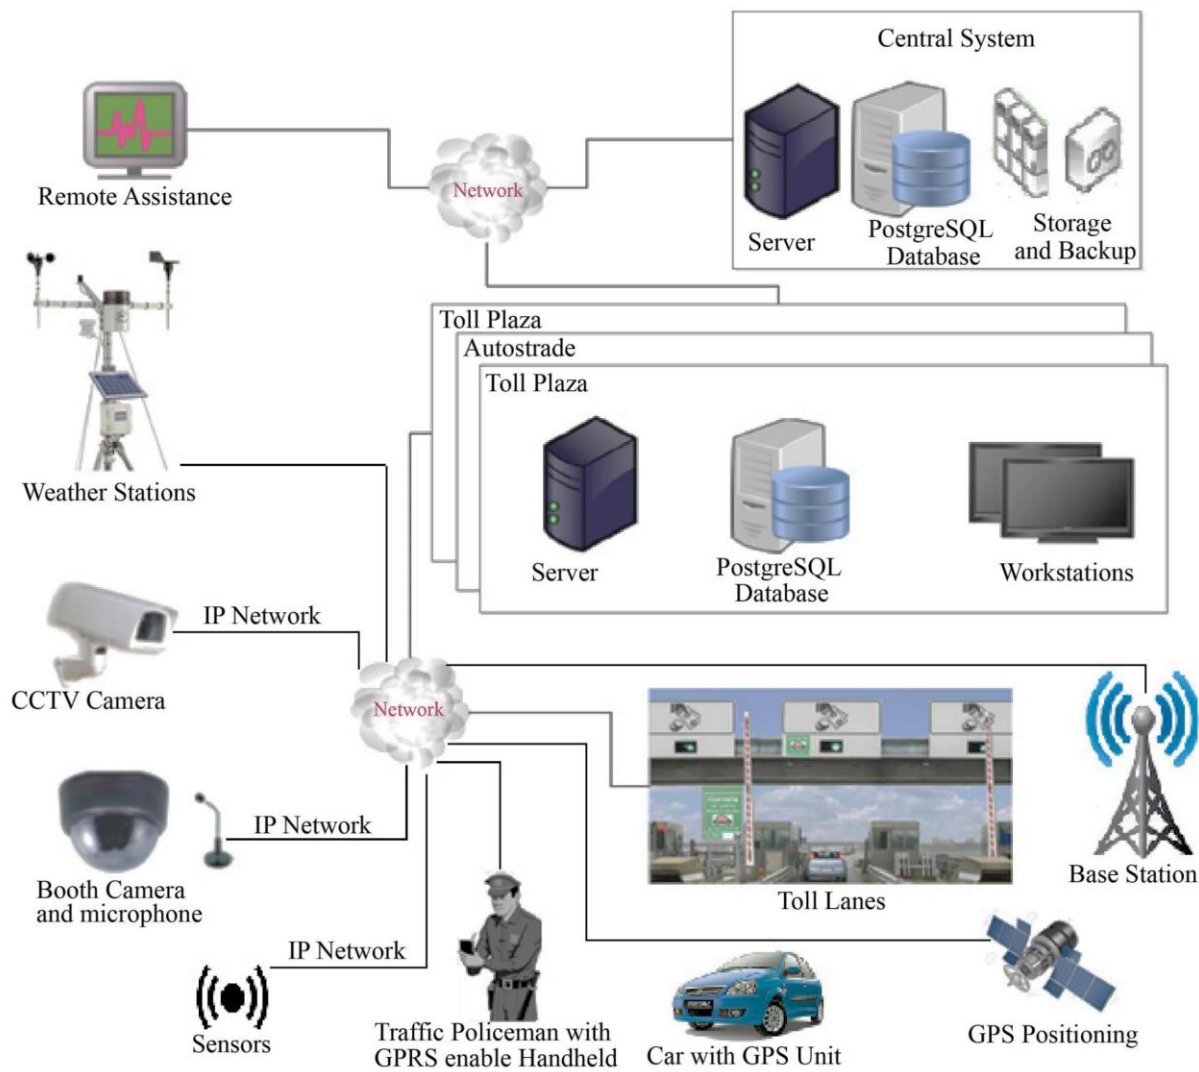 Central System
Remote Assistance
Network
Server
PostgreSQL
Database
Storage
and Backup
Toll Plaza
Autostrade
Toll Plaza
Server
PostgreSQL
Database
Workstations
Weather Stations
IP Network
CCTV Camera
Network
IP Network
Booth Camera
and microphone
Toll Lanes
Base Station
IP Network
Sensors
Traffic Policeman with
GPRS enable Handheld
Car with GPS Unit
GPS Positioning